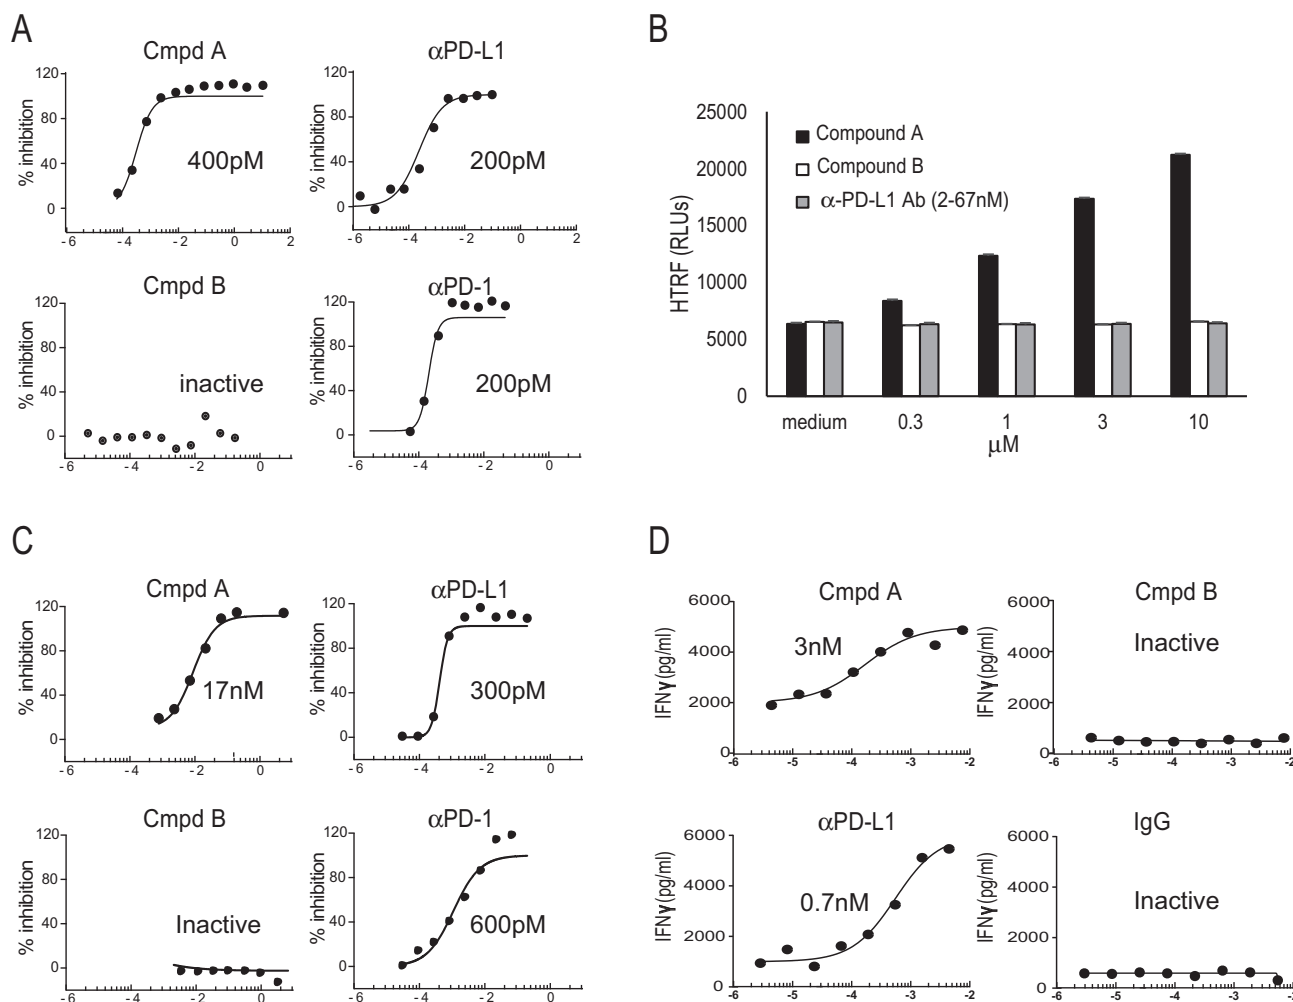 A
Cmpd A
% inhibition
120
80
40
0
400pM
-6
-4
-2
0
2
αPD-L1
% inhibition
120
80
40
0
200pM
-6
-4
-2
0
2
Cmpd B
% inhibition
120
80
40
0
inactive
-6
-4
-2
0
αPD-1
% inhibition
120
80
40
0
200pM
-6
-4
-2
0
B
HTRF (RLUs)
25000
20000
15000
10000
5000
0
Compound A
Compound B
α-PD-L1 Ab (2-67nM)
medium
0.3
1
3
10
μM
C
Cmpd A
% inhibition
120
80
40
0
17nM
-6
-4
-2
0
αPD-L1
% inhibition
120
80
40
0
300pM
-6
-4
-2
0
Cmpd B
% inhibition
120
80
40
0
Inactive
-6
-4
-2
0
αPD-1
% inhibition
120
80
40
0
600pM
-6
-4
-2
0
D
Cmpd A
IFNγ (pg/ml)
6000
4000
2000
0
3nM
-6
-5
-4
-3
-2
Cmpd B
IFNγ (pg/ml)
6000
4000
2000
0
Inactive
-6
-5
-4
-3
-2
αPD-L1
IFNγ (pg/ml)
6000
4000
2000
0
0.7nM
-6
-5
-4
-3
-2
IgG
IFNγ (pg/ml)
6000
4000
2000
0
Inactive
-6
-5
-4
-3
-2